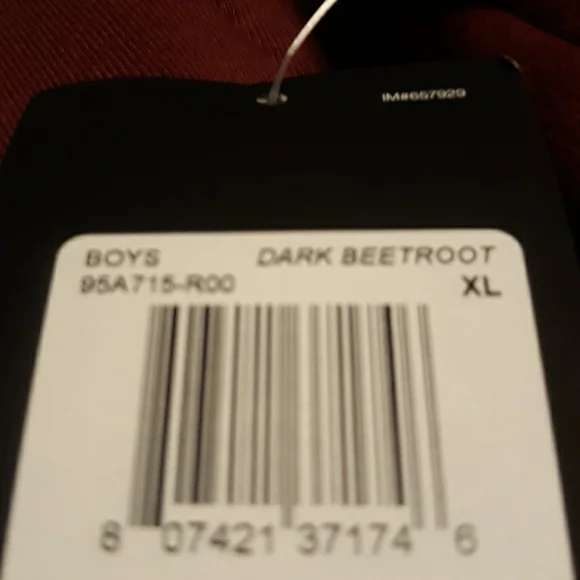 IM#657929
BOYS DARK BEETROOT
95A715-R00 XL
8 07421 37174 6